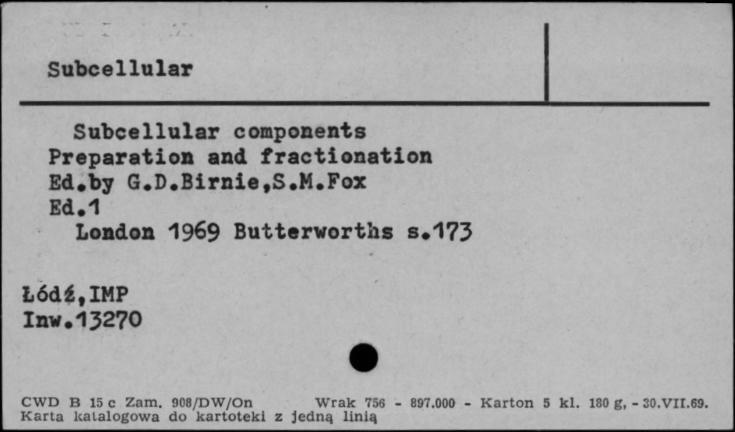 Subcellular
Subcellular components
Preparation and fractionation
Ed.by G.D.Birnie,S.M.Fox
Ed.1
London 1969 Butterworths s.173
Łódź,IMP
Inw.13270
CWD B 15 c Zam. 908/DW/On Wrak 756 - 897.000 - Karton 5 kl. 180 g, - 30.VII.69.
Karta katalogowa do kartoteki z jedną linią